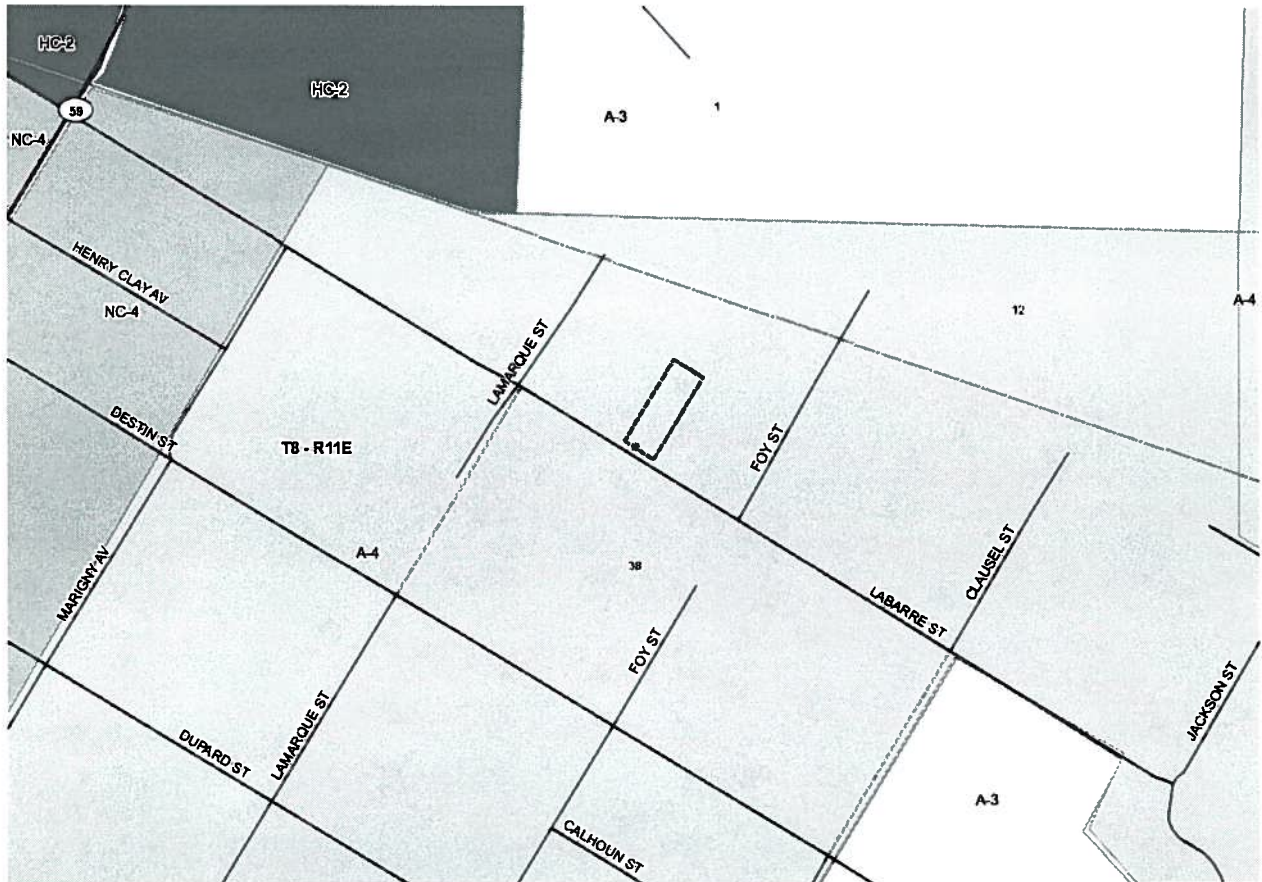 HC-2
HC-2
59
A-3
1
NC-4
HENRY CLAY AV
NC-4
LAMARQUE ST
12
A-4
DESTIN ST
T8 - R11E
FOY ST
MARIGNY AV
A-4
38
CLAUSEL ST
LABARRE ST
FOY ST
LAMARQUE ST
JACKSON ST
DUPARD ST
A-3
CALHOUN ST